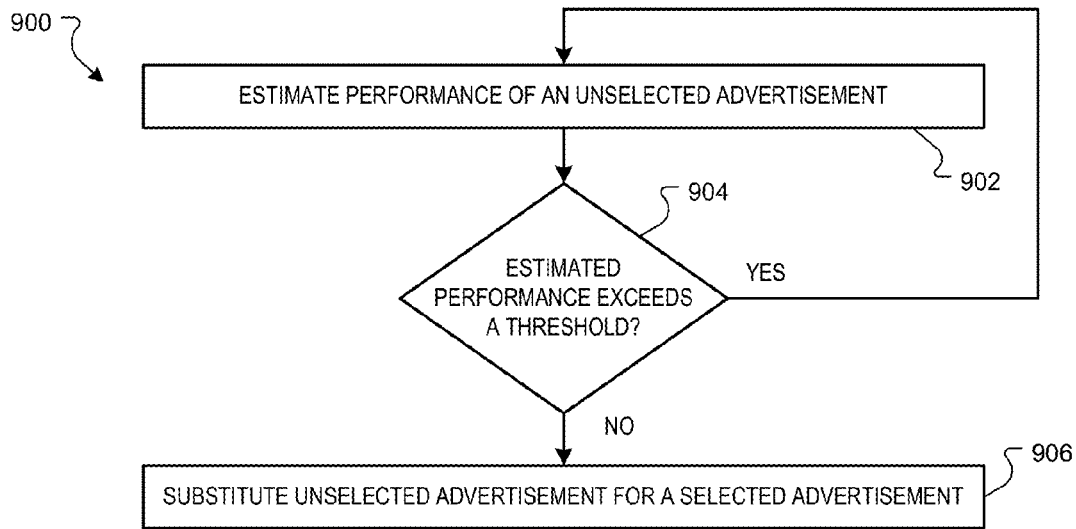 900
ESTIMATE PERFORMANCE OF AN UNSELECTED ADVERTISEMENT
902
904
ESTIMATED
PERFORMANCE EXCEEDS
A THRESHOLD?
YES
NO
906
SUBSTITUTE UNSELECTED ADVERTISEMENT FOR A SELECTED ADVERTISEMENT